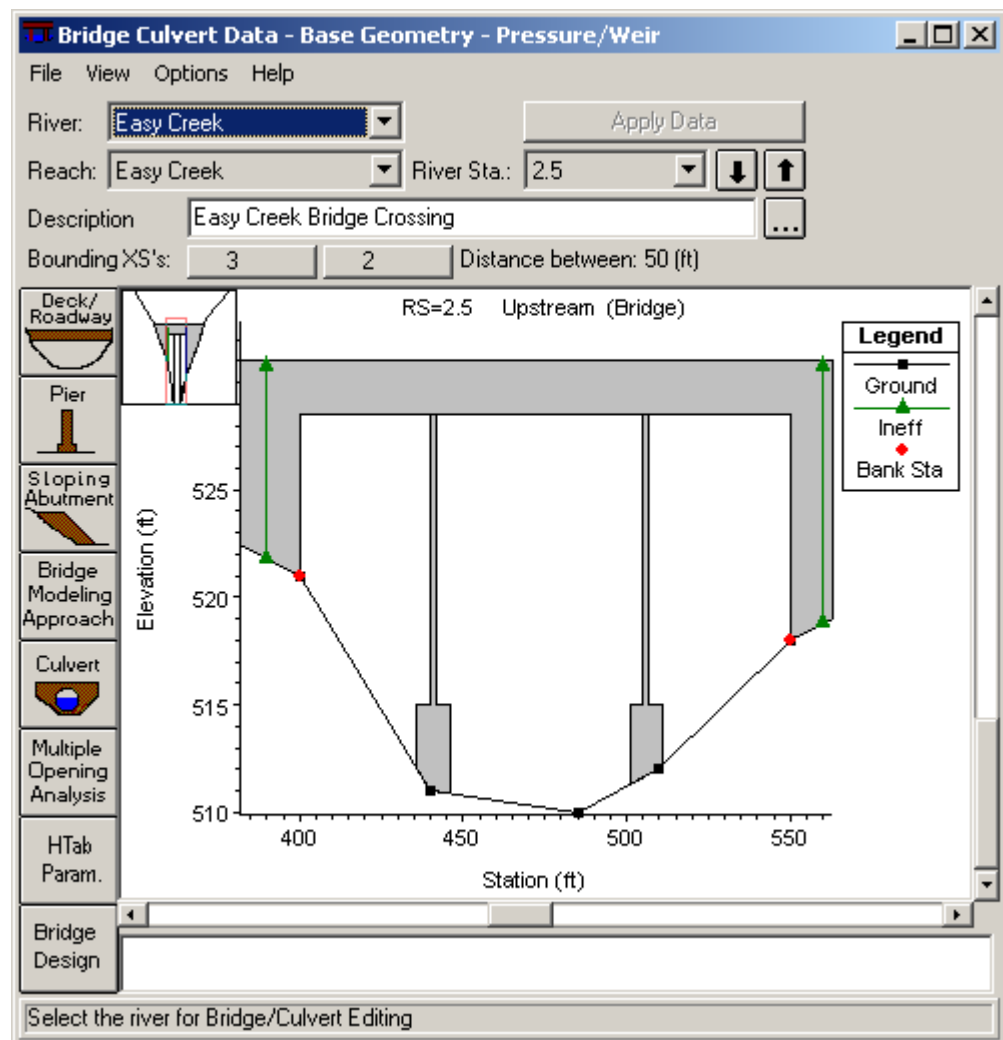 Bridge Culvert Data - Base Geometry - Pressure/Weir
File View Options Help
River: Easy Creek Apply Data
Reach: Easy Creek River Sta.: 2.5
Description Easy Creek Bridge Crossing ...
Bounding XS's: 3 2 Distance between: 50 (ft)
Deck/
Roadway
Pier
Sloping
Abutment
Bridge
Modeling
Approach
Culvert
Multiple
Opening
Analysis
HTab
Param.
Bridge
Design
RS=2.5 Upstream (Bridge)
Legend
Ground
Ineff
Bank Sta
Elevation (ft)
525
520
515
510
400 450 500 550
Station (ft)
Select the river for Bridge/Culvert Editing